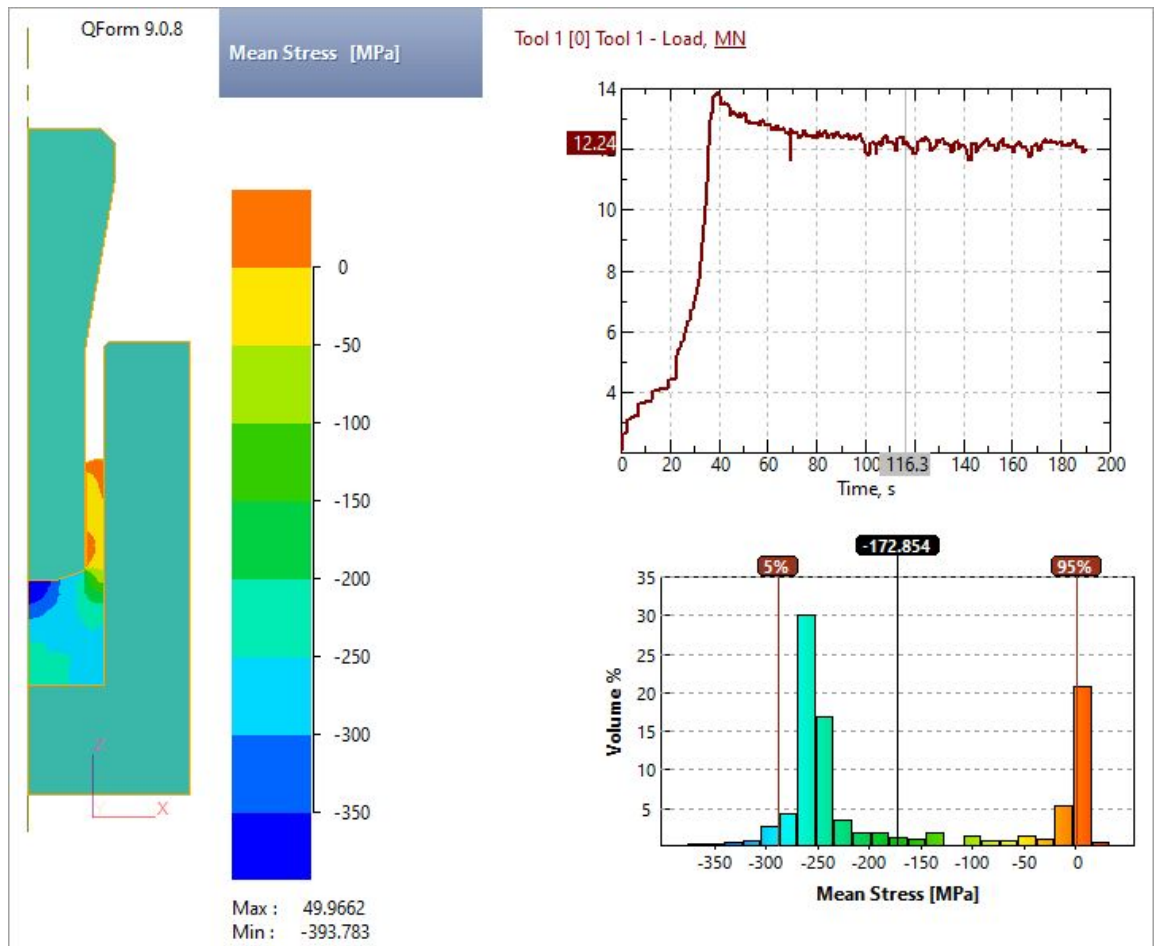 QForm 9.0.8
Mean Stress [MPa]
0
-50
-100
-150
-200
-250
-300
-350
Max : 49.9662
Min : -393.783
Z
X
Tool 1 [0] Tool 1 - Load, MN
14
12.24
10
8
6
4
0 20 40 60 80 100 116.3 140 160 180 200
Time, s
-172.854
5%
95%
35
30
25
20
15
10
5
Volume %
-350 -300 -250 -200 -150 -100 -50 0
Mean Stress [MPa]